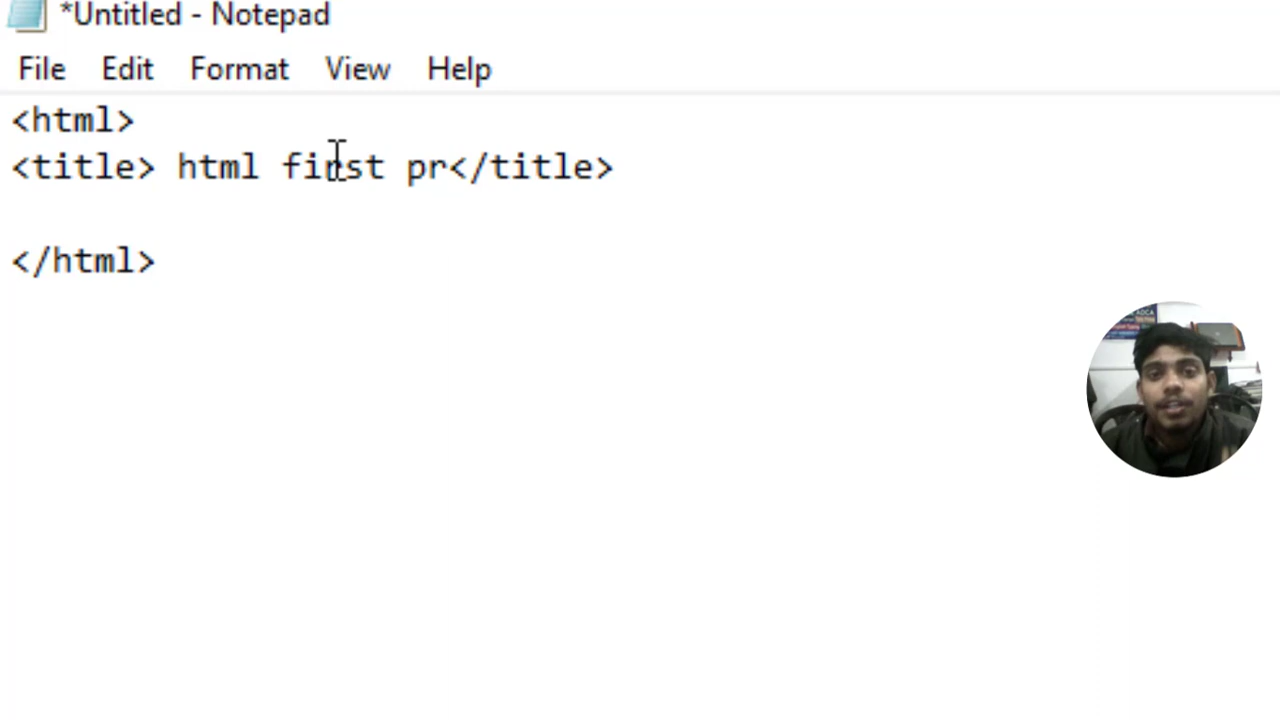 *Untitled - Notepad
File Edit Format View Help
<html>
<title> html first pr</title>
</html>